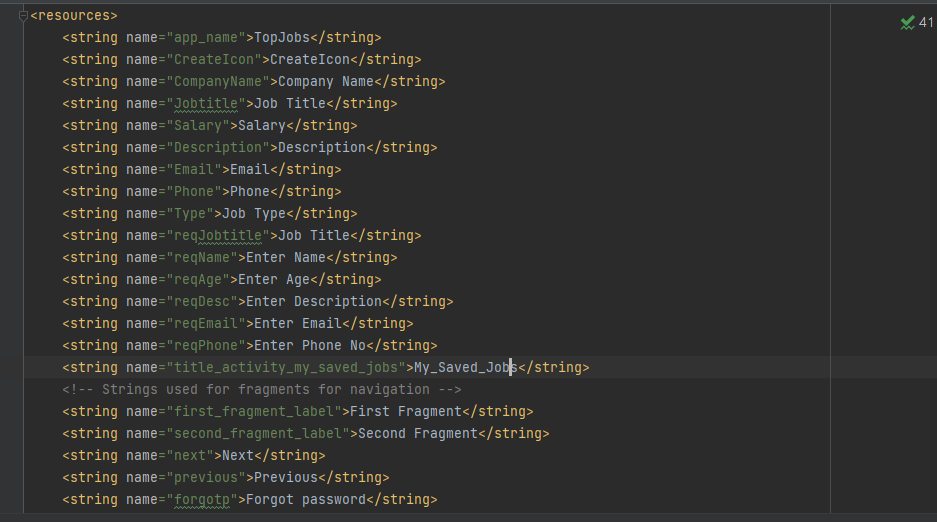 <resources>
<string name="app_name">TopJobs</string>
<string name="CreateIcon">CreateIcon</string>
<string name="CompanyName">Company Name</string>
<string name="Jobtitle">Job Title</string>
<string name="Salary">Salary</string>
<string name="Description">Description</string>
<string name="Email">Email</string>
<string name="Phone">Phone</string>
<string name="Type">Job Type</string>
<string name="reqJobtitle">Job Title</string>
<string name="reqName">Enter Name</string>
<string name="reqAge">Enter Age</string>
<string name="reqDesc">Enter Description</string>
<string name="reqEmail">Enter Email</string>
<string name="reqPhone">Enter Phone No</string>
<string name="title_activity_my_saved_jobs">My_Saved_Jobs</string>
<!-- Strings used for fragments for navigation -->
<string name="first_fragment_label">First Fragment</string>
<string name="second_fragment_label">Second Fragment</string>
<string name="next">Next</string>
<string name="previous">Previous</string>
<string name="forgotp">Forgot password</string>
41